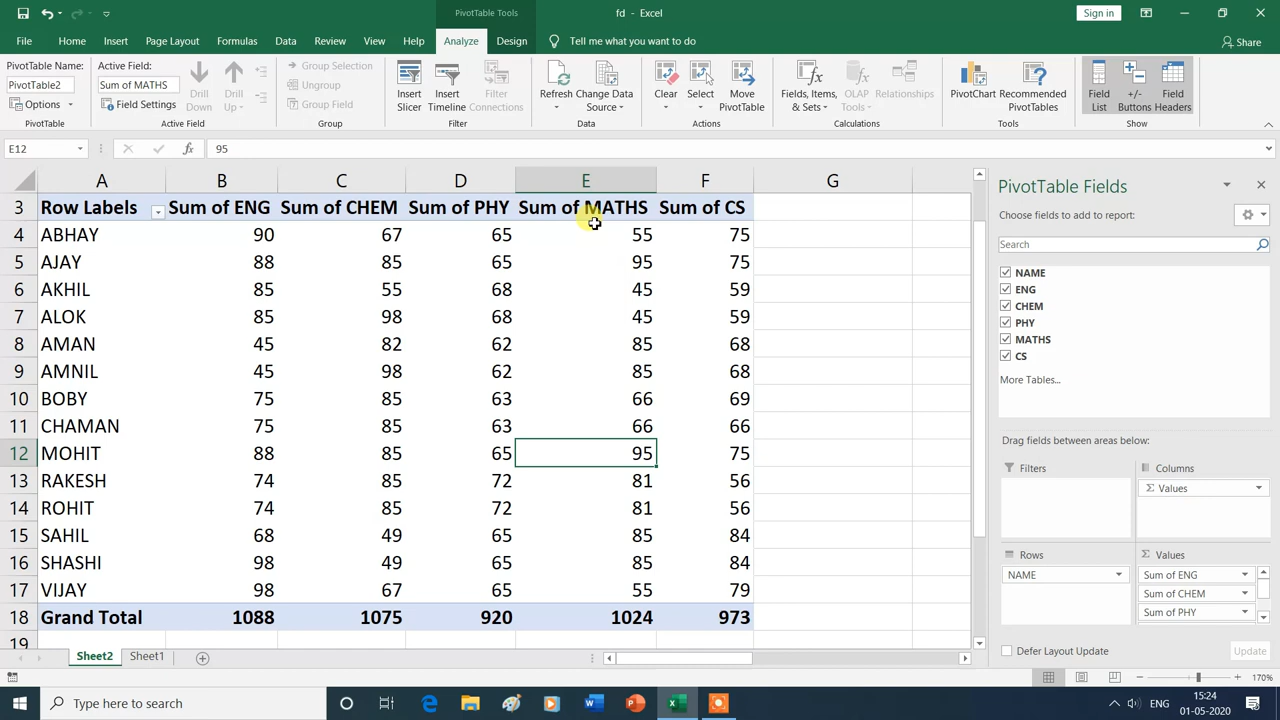 PivotTable Tools
fd - Excel
Sign in
File Home Insert Page Layout Formulas Data Review View Help Analyze Design Tell me what you want to do Share
PivotTable Name:
PivotTable2
Options
PivotTable
Active Field:
Sum of MATHS
Field Settings
Drill Down
Drill Up
Active Field
Group Selection
Ungroup
Group Field
Group
Insert Slicer
Insert Timeline
Filter Connections
Filter
Refresh
Change Data Source
Data
Clear
Select
Move PivotTable
Actions
Fields, Items, & Sets
OLAP Tools
Relationships
Calculations
PivotChart
Recommended PivotTables
Tools
Field List
+/- Buttons
Field Headers
Show
E12 fx 95
A B C D E F G
3 Row Labels Sum of ENG Sum of CHEM Sum of PHY Sum of MATHS Sum of CS
4 ABHAY 90 67 65 55 75
5 AJAY 88 85 65 95 75
6 AKHIL 85 55 68 45 59
7 ALOK 85 98 68 45 59
8 AMAN 45 82 62 85 68
9 AMNIL 45 98 62 85 68
10 BOBY 75 85 63 66 69
11 CHAMAN 75 85 63 66 66
12 MOHIT 88 85 65 95 75
13 RAKESH 74 85 72 81 56
14 ROHIT 74 85 72 81 56
15 SAHIL 68 49 65 85 84
16 SHASHI 98 49 65 85 84
17 VIJAY 98 67 65 55 79
18 Grand Total 1088 1075 920 1024 973
19
PivotTable Fields
Choose fields to add to report:
Search
NAME
ENG
CHEM
PHY
MATHS
CS
More Tables...
Drag fields between areas below:
Filters
Columns
Σ Values
Rows
NAME
Σ Values
Sum of ENG
Sum of CHEM
Sum of PHY
Defer Layout Update
Update
Sheet2 Sheet1
170%
Type here to search
ENG
15:24
01-05-2020